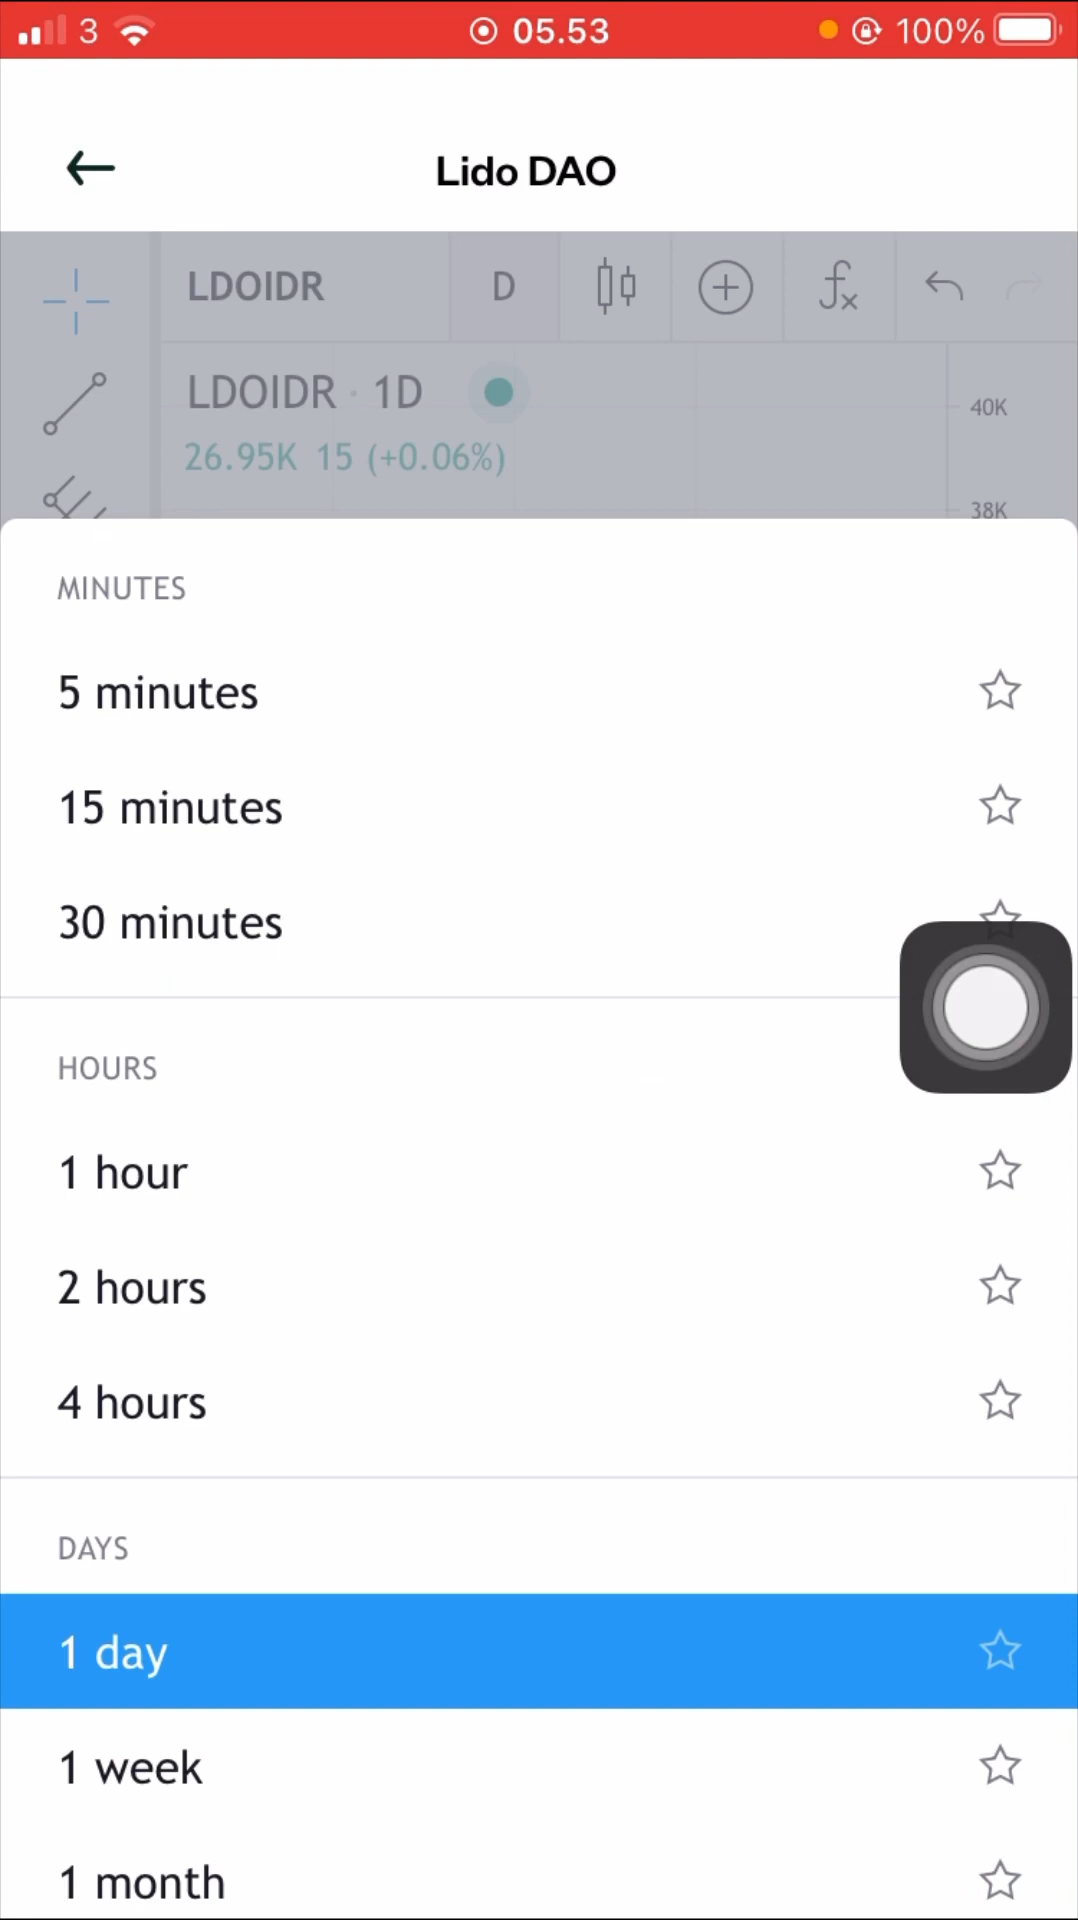 3 05.53 100%
Lido DAO
LDOIDR D fx
LDOIDR · 1D
40K
26.95K 15 (+0.06%)
38K
MINUTES
5 minutes
15 minutes
30 minutes
HOURS
1 hour
2 hours
4 hours
DAYS
1 day
1 week
1 month